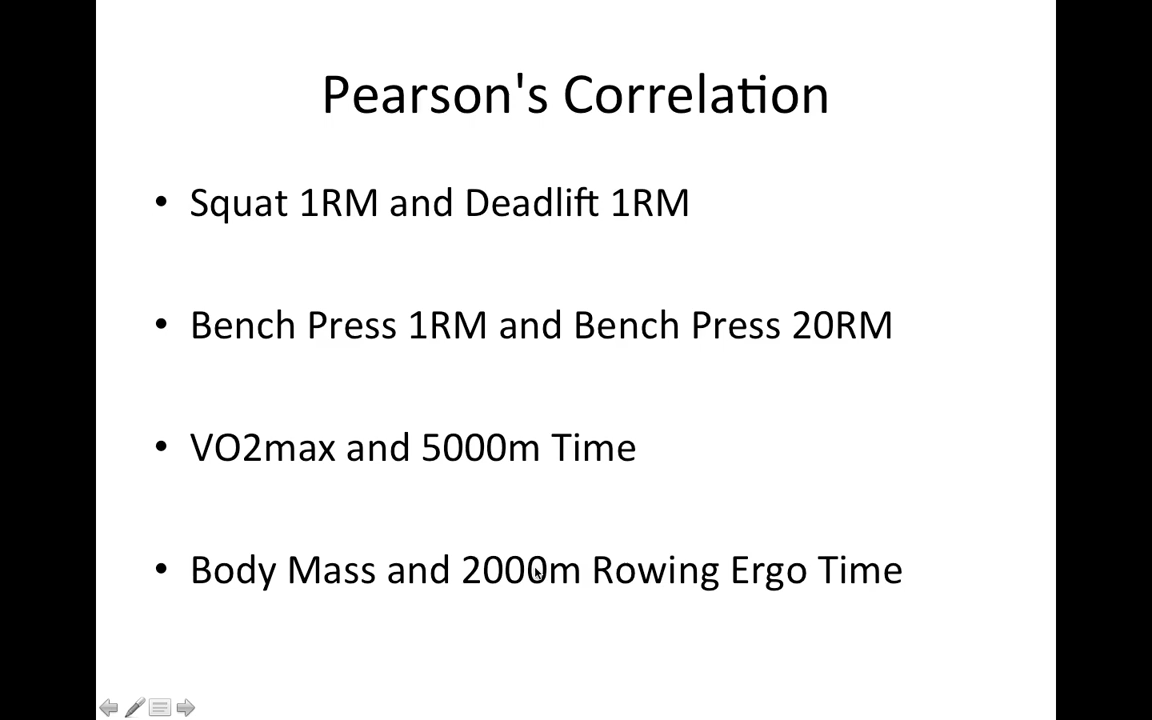 Pearson's Correlation
• Squat 1RM and Deadlift 1RM
• Bench Press 1RM and Bench Press 20RM
• VO2max and 5000m Time
• Body Mass and 2000m Rowing Ergo Time